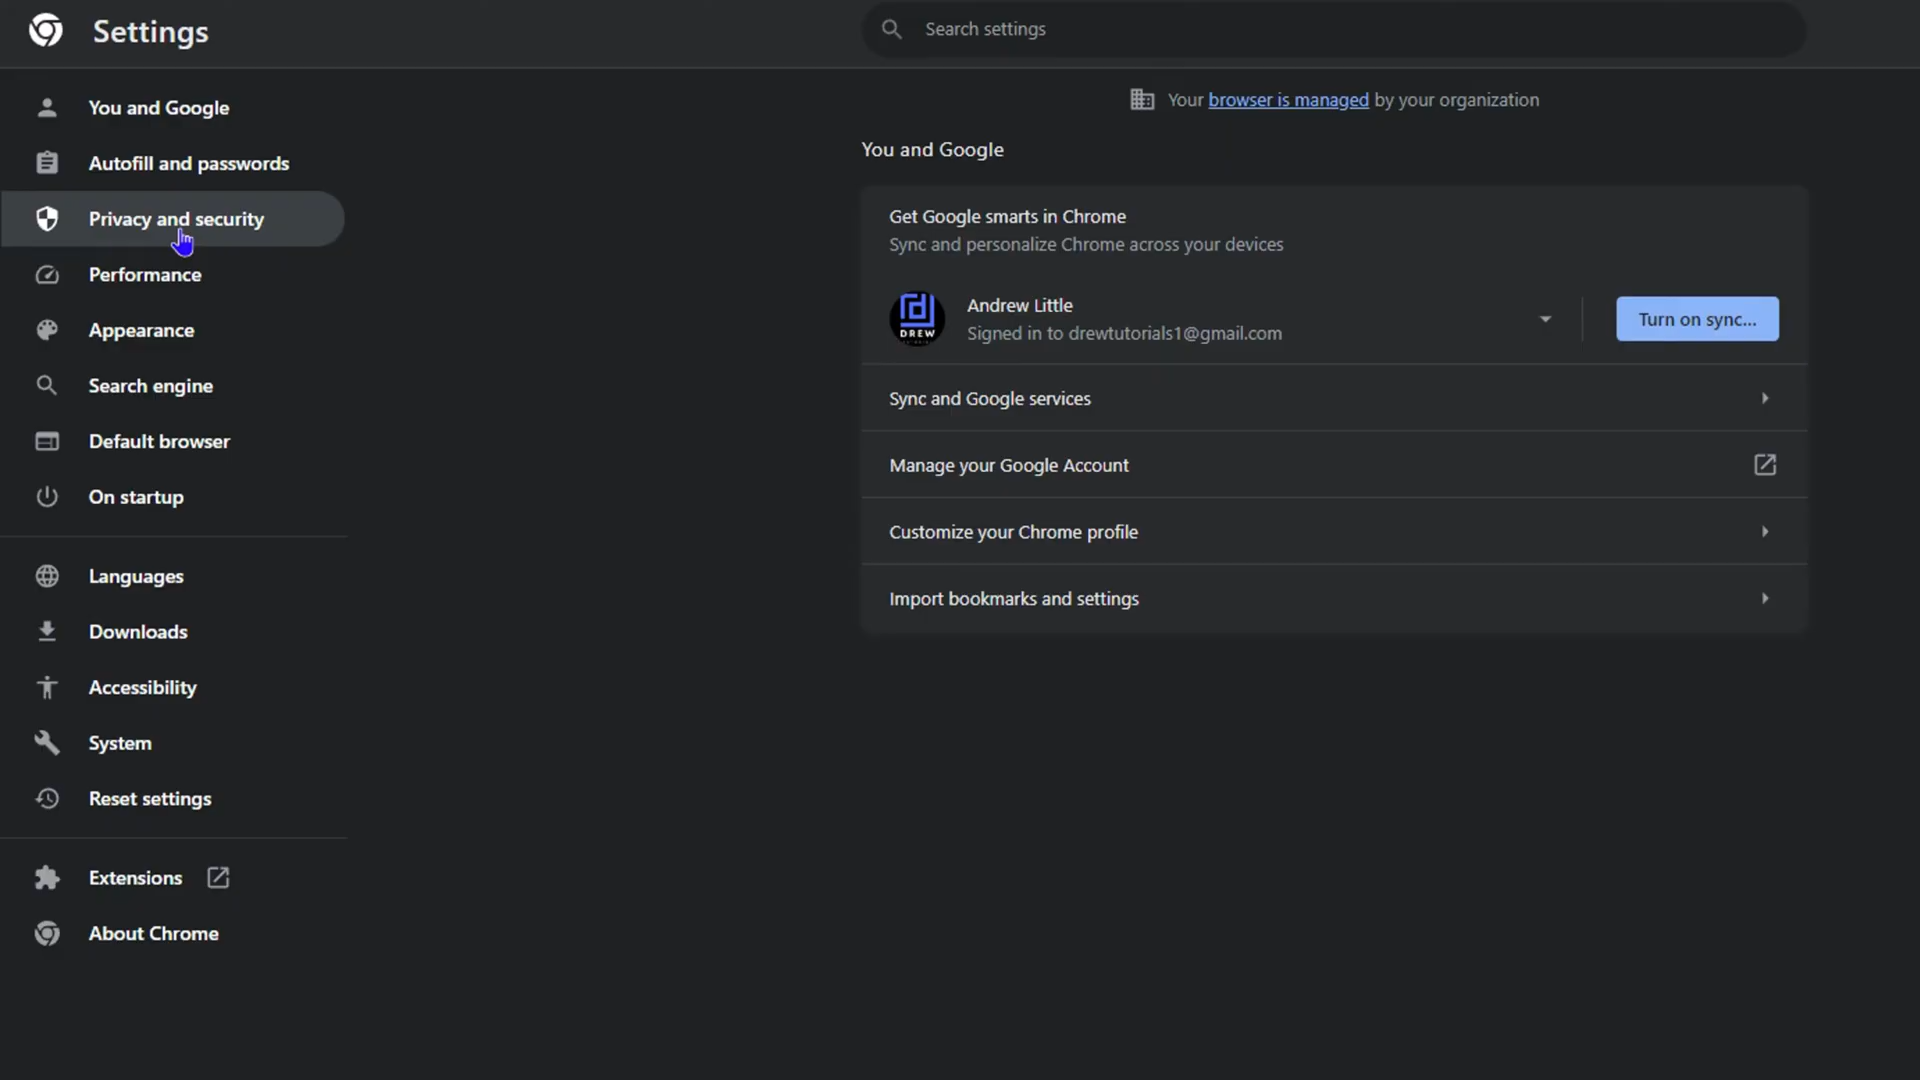 Settings
Search settings
You and Google
Autofill and passwords
Privacy and security
Performance
Appearance
Search engine
Default browser
On startup
Languages
Downloads
Accessibility
System
Reset settings
Extensions
About Chrome
Your browser is managed by your organization
You and Google
Get Google smarts in Chrome
Sync and personalize Chrome across your devices
DREW
Andrew Little
Signed in to drewtutorials1@gmail.com
Turn on sync...
Sync and Google services
Manage your Google Account
Customize your Chrome profile
Import bookmarks and settings